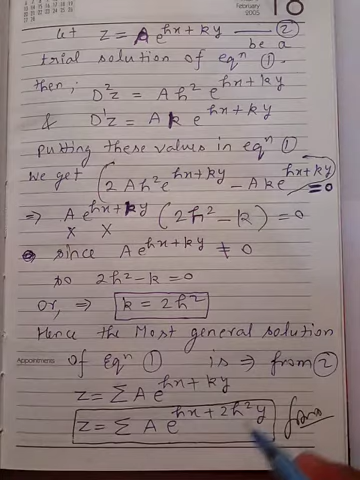 February
2005
10
let z = A e^{hx + ky} —— ②
be a
trial solution of eqⁿ ①.
then;
D²z = A h² e^{hx + ky}
& D'z = A k e^{hx + ky}
putting these values in eqⁿ ①
we get (2 A h² e^{hx + ky} − A k e^{hx + ky}) = 0
⇒ A e^{hx + ky} (2h² − k) = 0
x x
since A e^{hx + ky} ≠ 0
so 2h² − k = 0
or, ⇒ k = 2h²
Hence the Most general solution
Appointments
of Eqⁿ ① is ⇒ from ②
z = Σ A e^{hx + ky}
z = Σ A e^{hx + 2h²y}